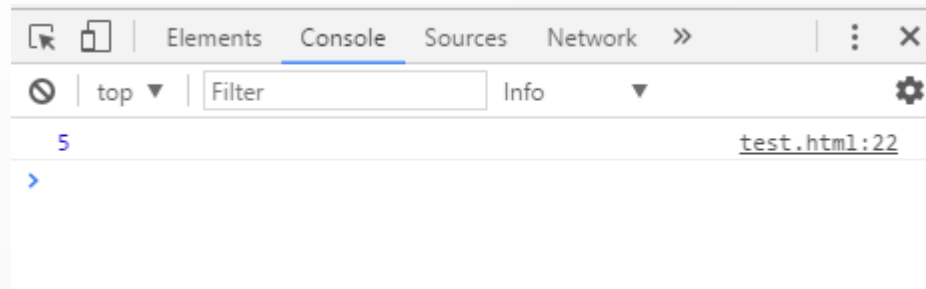 Elements Console Sources Network »
top ▼ Filter Info ▼
5 test.html:22
>